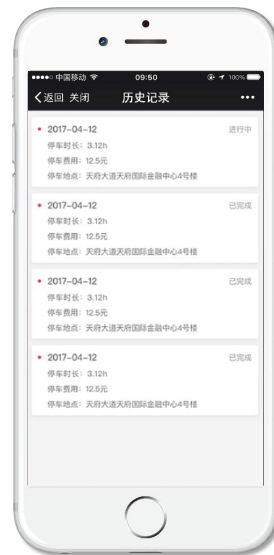 中国移动 09:50 100%
返回 关闭 历史记录
2017-04-12 进行中
停车时长：3.12h
停车费用：12.5元
停车地点：天府大道天府国际金融中心4号楼
2017-04-12 已完成
停车时长：3.12h
停车费用：12.5元
停车地点：天府大道天府国际金融中心4号楼
2017-04-12 已完成
停车时长：3.12h
停车费用：12.5元
停车地点：天府大道天府国际金融中心4号楼
2017-04-12 已完成
停车时长：3.12h
停车费用：12.5元
停车地点：天府大道天府国际金融中心4号楼